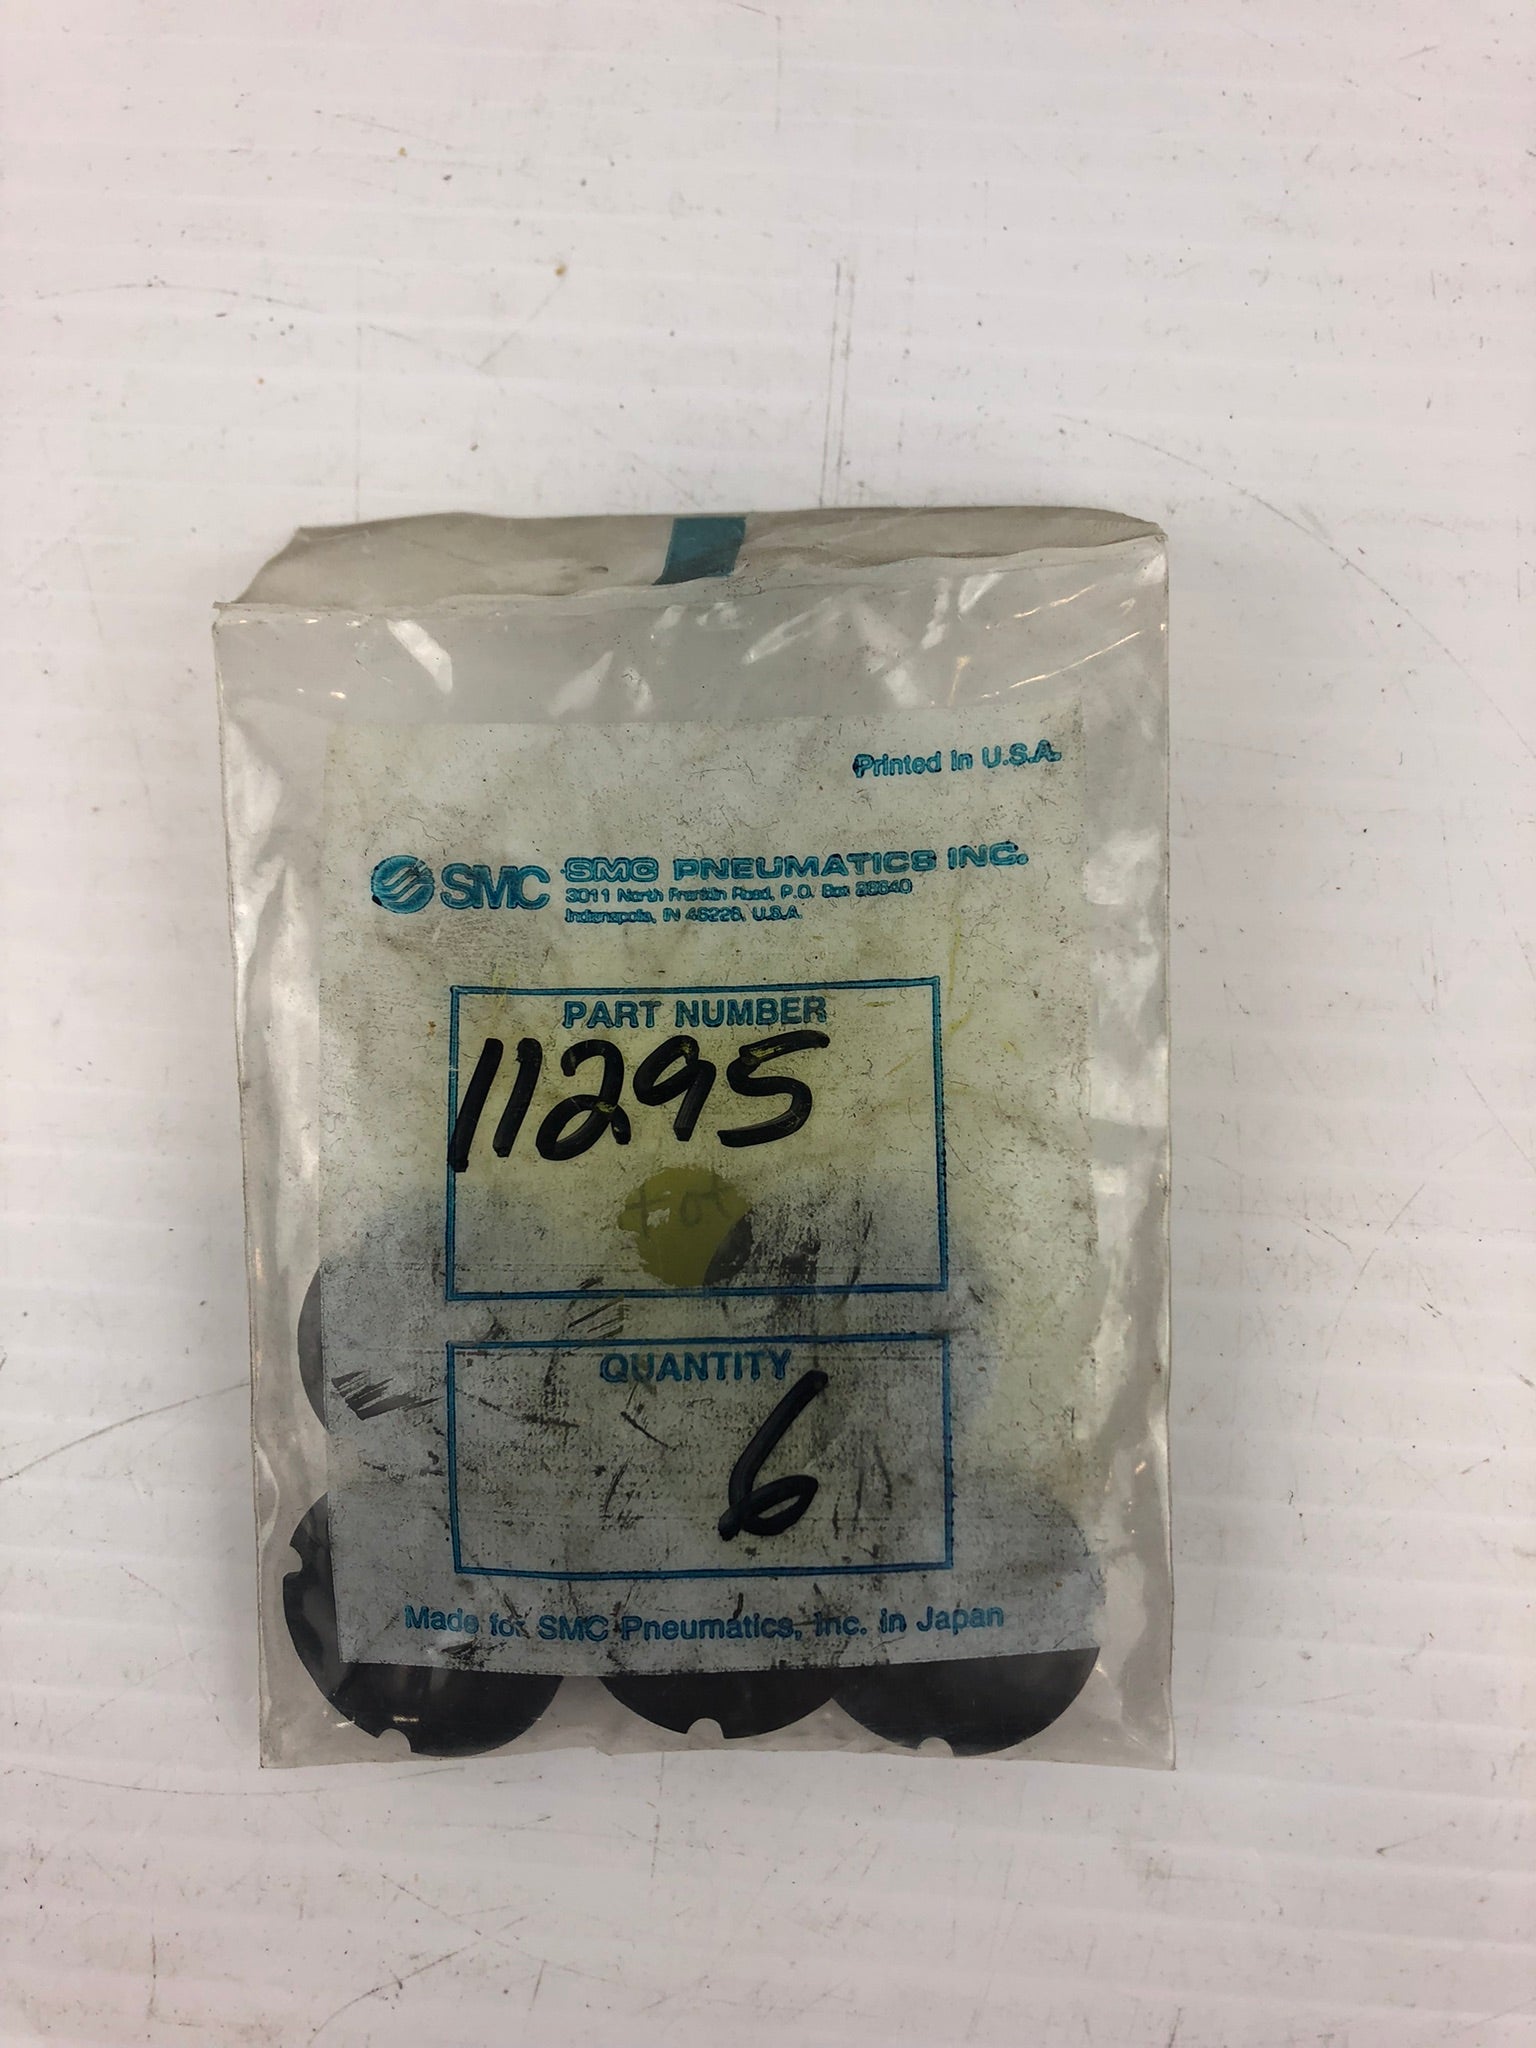 Printed in U.S.A.
SMC SMC PNEUMATICS INC.
3011 North Franklin Road, P.O. Box
Indianapolis, IN 46226, U.S.A.
PART NUMBER
11295
QUANTITY
6
Made for SMC Pneumatics, Inc. in Japan